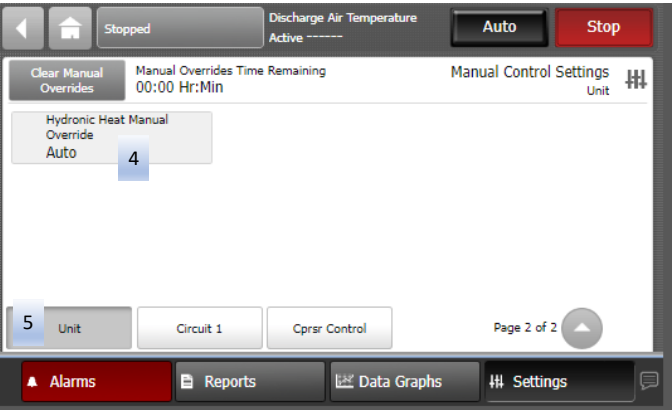 Stopped
Discharge Air Temperature
Active ------
Auto
Stop
Clear Manual
Overrides
Manual Overrides Time Remaining
00:00 Hr:Min
Manual Control Settings
Unit
Hydronic Heat Manual
Override
Auto
4
5
Unit
Circuit 1
Cprsr Control
Page 2 of 2
Alarms
Reports
Data Graphs
Settings